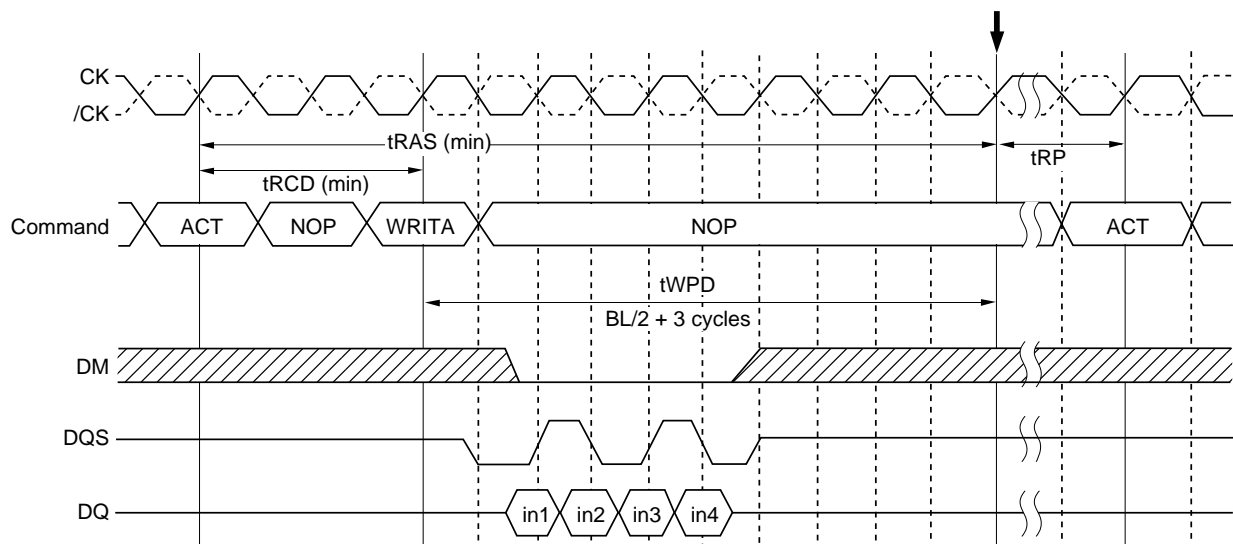 CK
/CK
tRAS (min)
tRP
tRCD (min)
Command ACT NOP WRITA NOP ACT
tWPD
BL/2 + 3 cycles
DM
DQS
DQ in1 in2 in3 in4